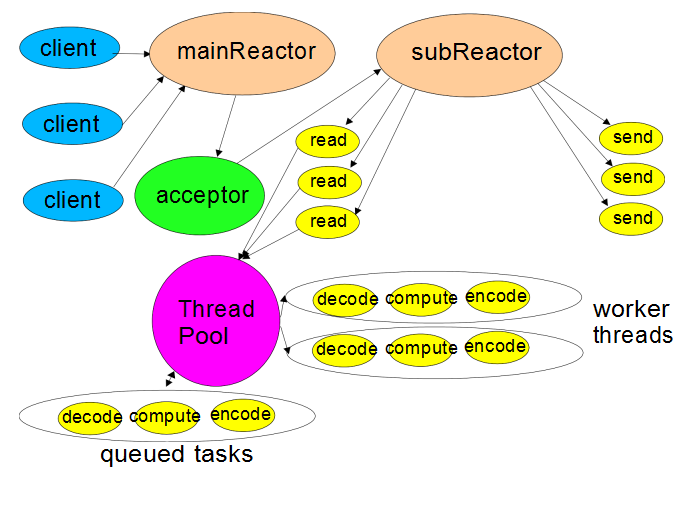 client
mainReactor
subReactor
client
read
send
client
acceptor
read
send
read
send
Thread
Pool
decode compute encode
worker
threads
decode compute encode
decode compute encode
queued tasks